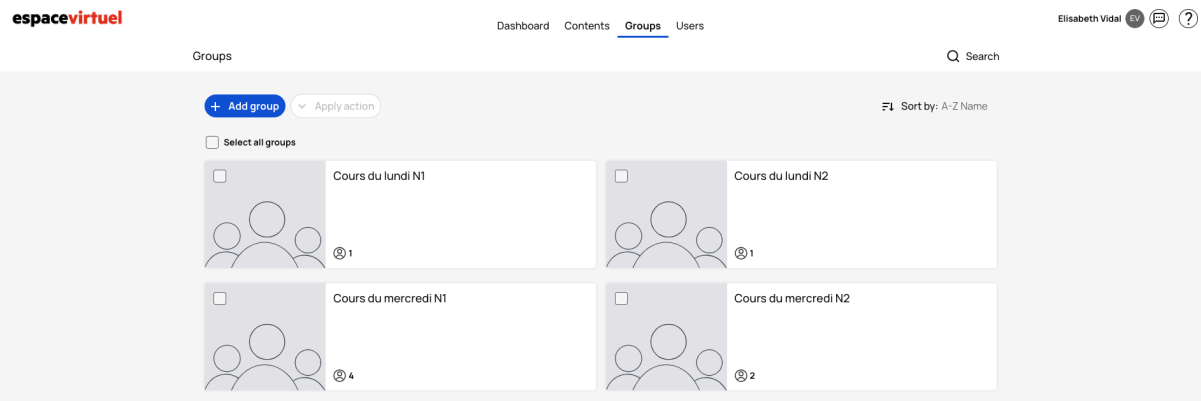 espacevirtuel
Dashboard Contents Groups Users
Elisabeth Vidal EV ?
Groups
Search
+ Add group
Apply action
Sort by: A-Z Name
Select all groups
Cours du lundi N1
1
Cours du lundi N2
1
Cours du mercredi N1
4
Cours du mercredi N2
2